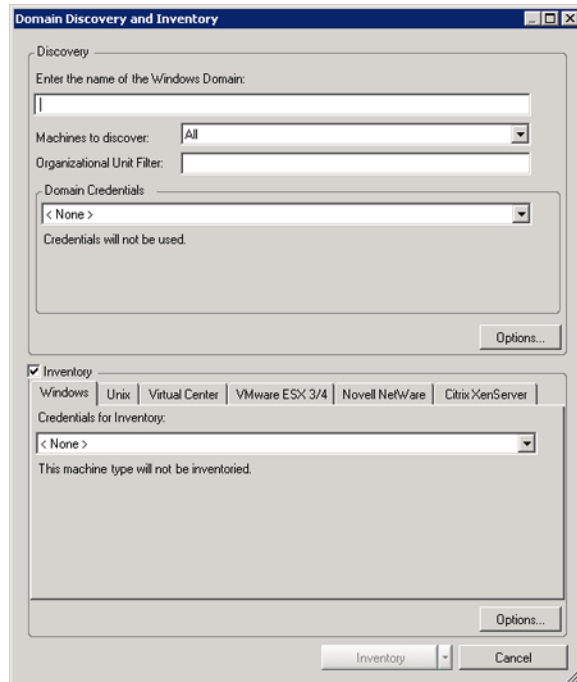 Domain Discovery and Inventory
Discovery
Enter the name of the Windows Domain:
Machines to discover: All
Organizational Unit Filter:
Domain Credentials
< None >
Credentials will not be used.
Options...
Inventory
Windows Unix Virtual Center VMware ESX 3/4 Novell NetWare Citrix XenServer
Credentials for Inventory:
< None >
This machine type will not be inventoried.
Options...
Inventory Cancel